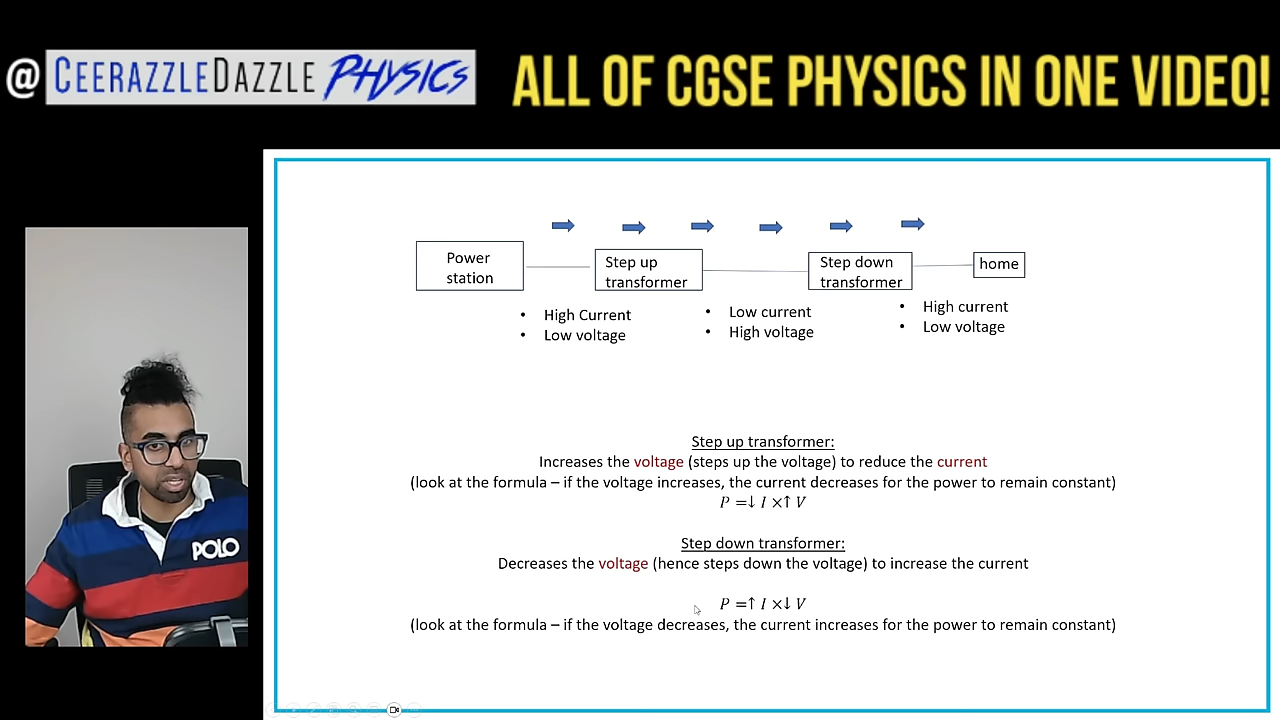 @ CEERAZZLEDAZZLE PHYSICS
ALL OF CGSE PHYSICS IN ONE VIDEO!
Power
station
Step up
transformer
Step down
transformer
home
• High Current
• Low voltage
• Low current
• High voltage
• High current
• Low voltage
Step up transformer:
Increases the voltage (steps up the voltage) to reduce the current
(look at the formula – if the voltage increases, the current decreases for the power to remain constant)
P =↓ I ×↑ V
Step down transformer:
Decreases the voltage (hence steps down the voltage) to increase the current
P =↑ I ×↓ V
(look at the formula – if the voltage decreases, the current increases for the power to remain constant)
POLO